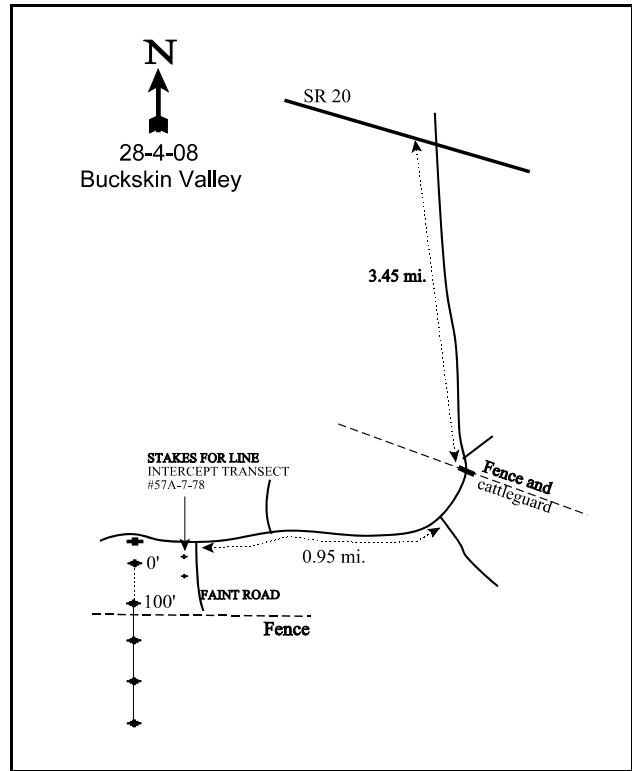 N
28-4-08
Buckskin Valley
SR 20
3.45 mi.
Fence and
cattleguard
STAKES FOR LINE
INTERCEPT TRANSECT
#57A-7-78
0.95 mi.
0'
100'
FAINT ROAD
Fence